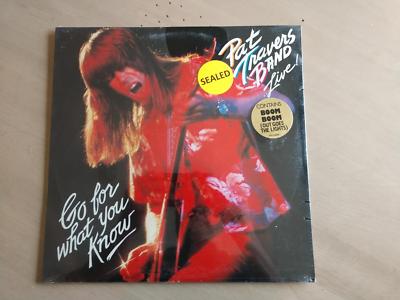 Pat
Travers
BAND
Live!
SEALED
CONTAINS
BOOM
BOOM
(OUT GOES
THE LIGHTS)
Go for
what you
Know